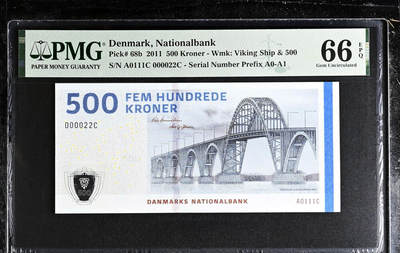 PMG
PAPER MONEY GUARANTY
Denmark, Nationalbank
Pick# 68b 2011 500 Kroner - Wmk: Viking Ship & 500
S/N A0111C 000022C - Serial Number Prefix A0-A1
66 EPQ
Gem Uncirculated
500 FEM HUNDREDE
KRONER
000022C
DANMARKS NATIONALBANK
A0111C